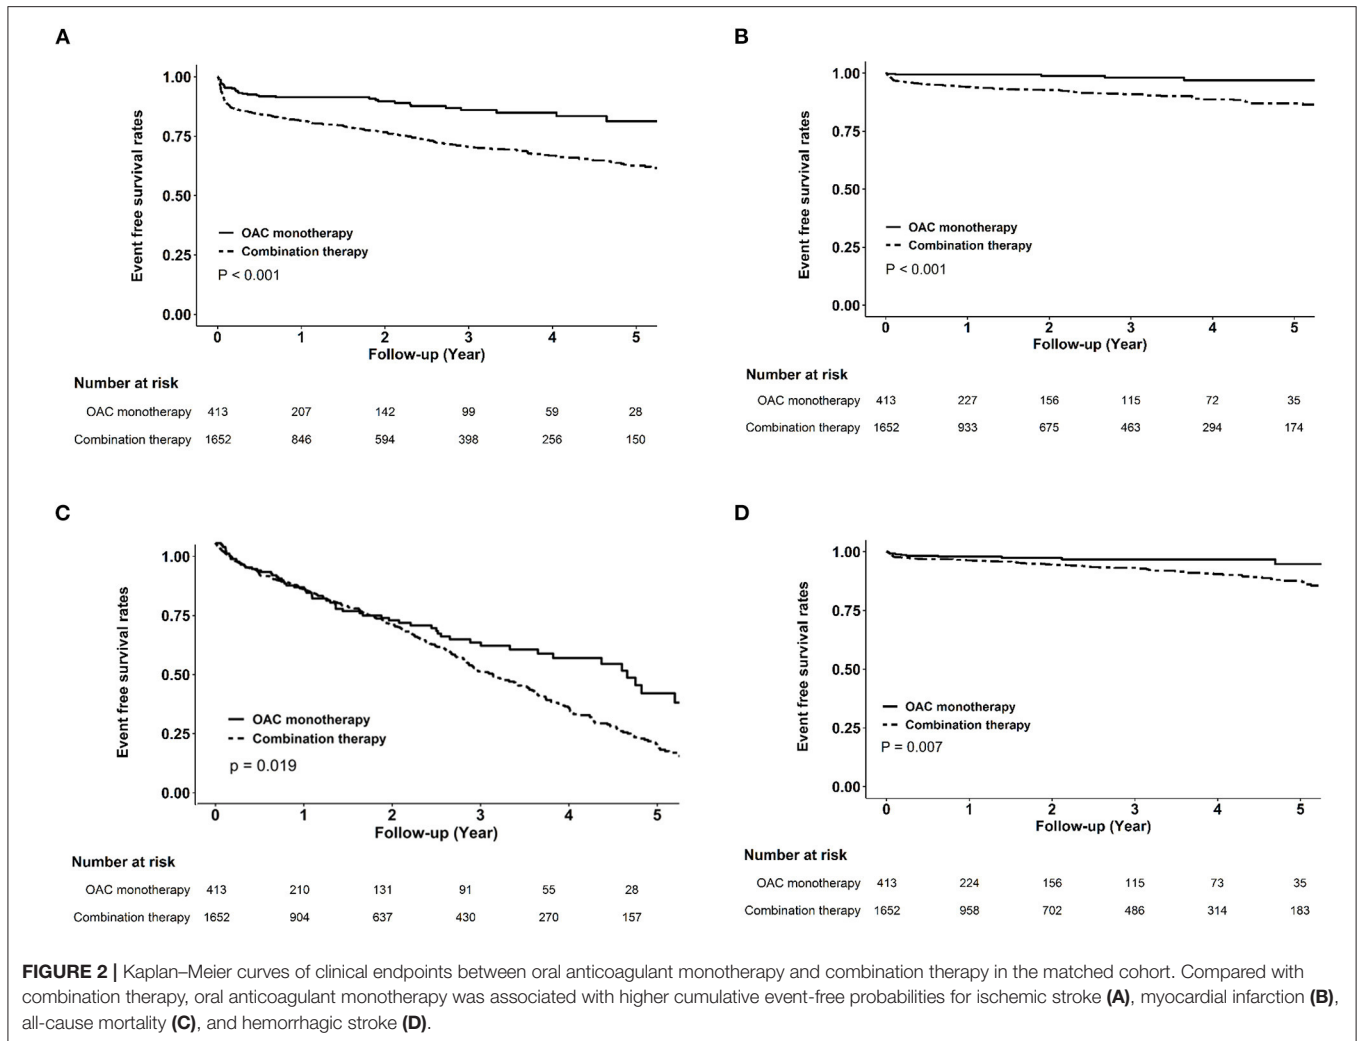 A
Event free survival rates
1.00
0.75
0.50
0.25
0.00
OAC monotherapy
Combination therapy
P < 0.001
0 1 2 3 4 5
Follow-up (Year)
Number at risk
OAC monotherapy 413 207 142 99 59 28
Combination therapy 1652 846 594 398 256 150
B
Event free survival rates
1.00
0.75
0.50
0.25
0.00
OAC monotherapy
Combination therapy
P < 0.001
0 1 2 3 4 5
Follow-up (Year)
Number at risk
OAC monotherapy 413 227 156 115 72 35
Combination therapy 1652 933 675 463 294 174
C
Event free survival rates
1.00
0.75
0.50
0.25
0.00
OAC monotherapy
Combination therapy
p = 0.019
0 1 2 3 4 5
Follow-up (Year)
Number at risk
OAC monotherapy 413 210 131 91 55 28
Combination therapy 1652 904 637 430 270 157
D
Event free survival rates
1.00
0.75
0.50
0.25
0.00
OAC monotherapy
Combination therapy
P = 0.007
0 1 2 3 4 5
Follow-up (Year)
Number at risk
OAC monotherapy 413 224 156 115 73 35
Combination therapy 1652 958 702 486 314 183
FIGURE 2 | Kaplan–Meier curves of clinical endpoints between oral anticoagulant monotherapy and combination therapy in the matched cohort. Compared with
combination therapy, oral anticoagulant monotherapy was associated with higher cumulative event-free probabilities for ischemic stroke (A), myocardial infarction (B),
all-cause mortality (C), and hemorrhagic stroke (D).